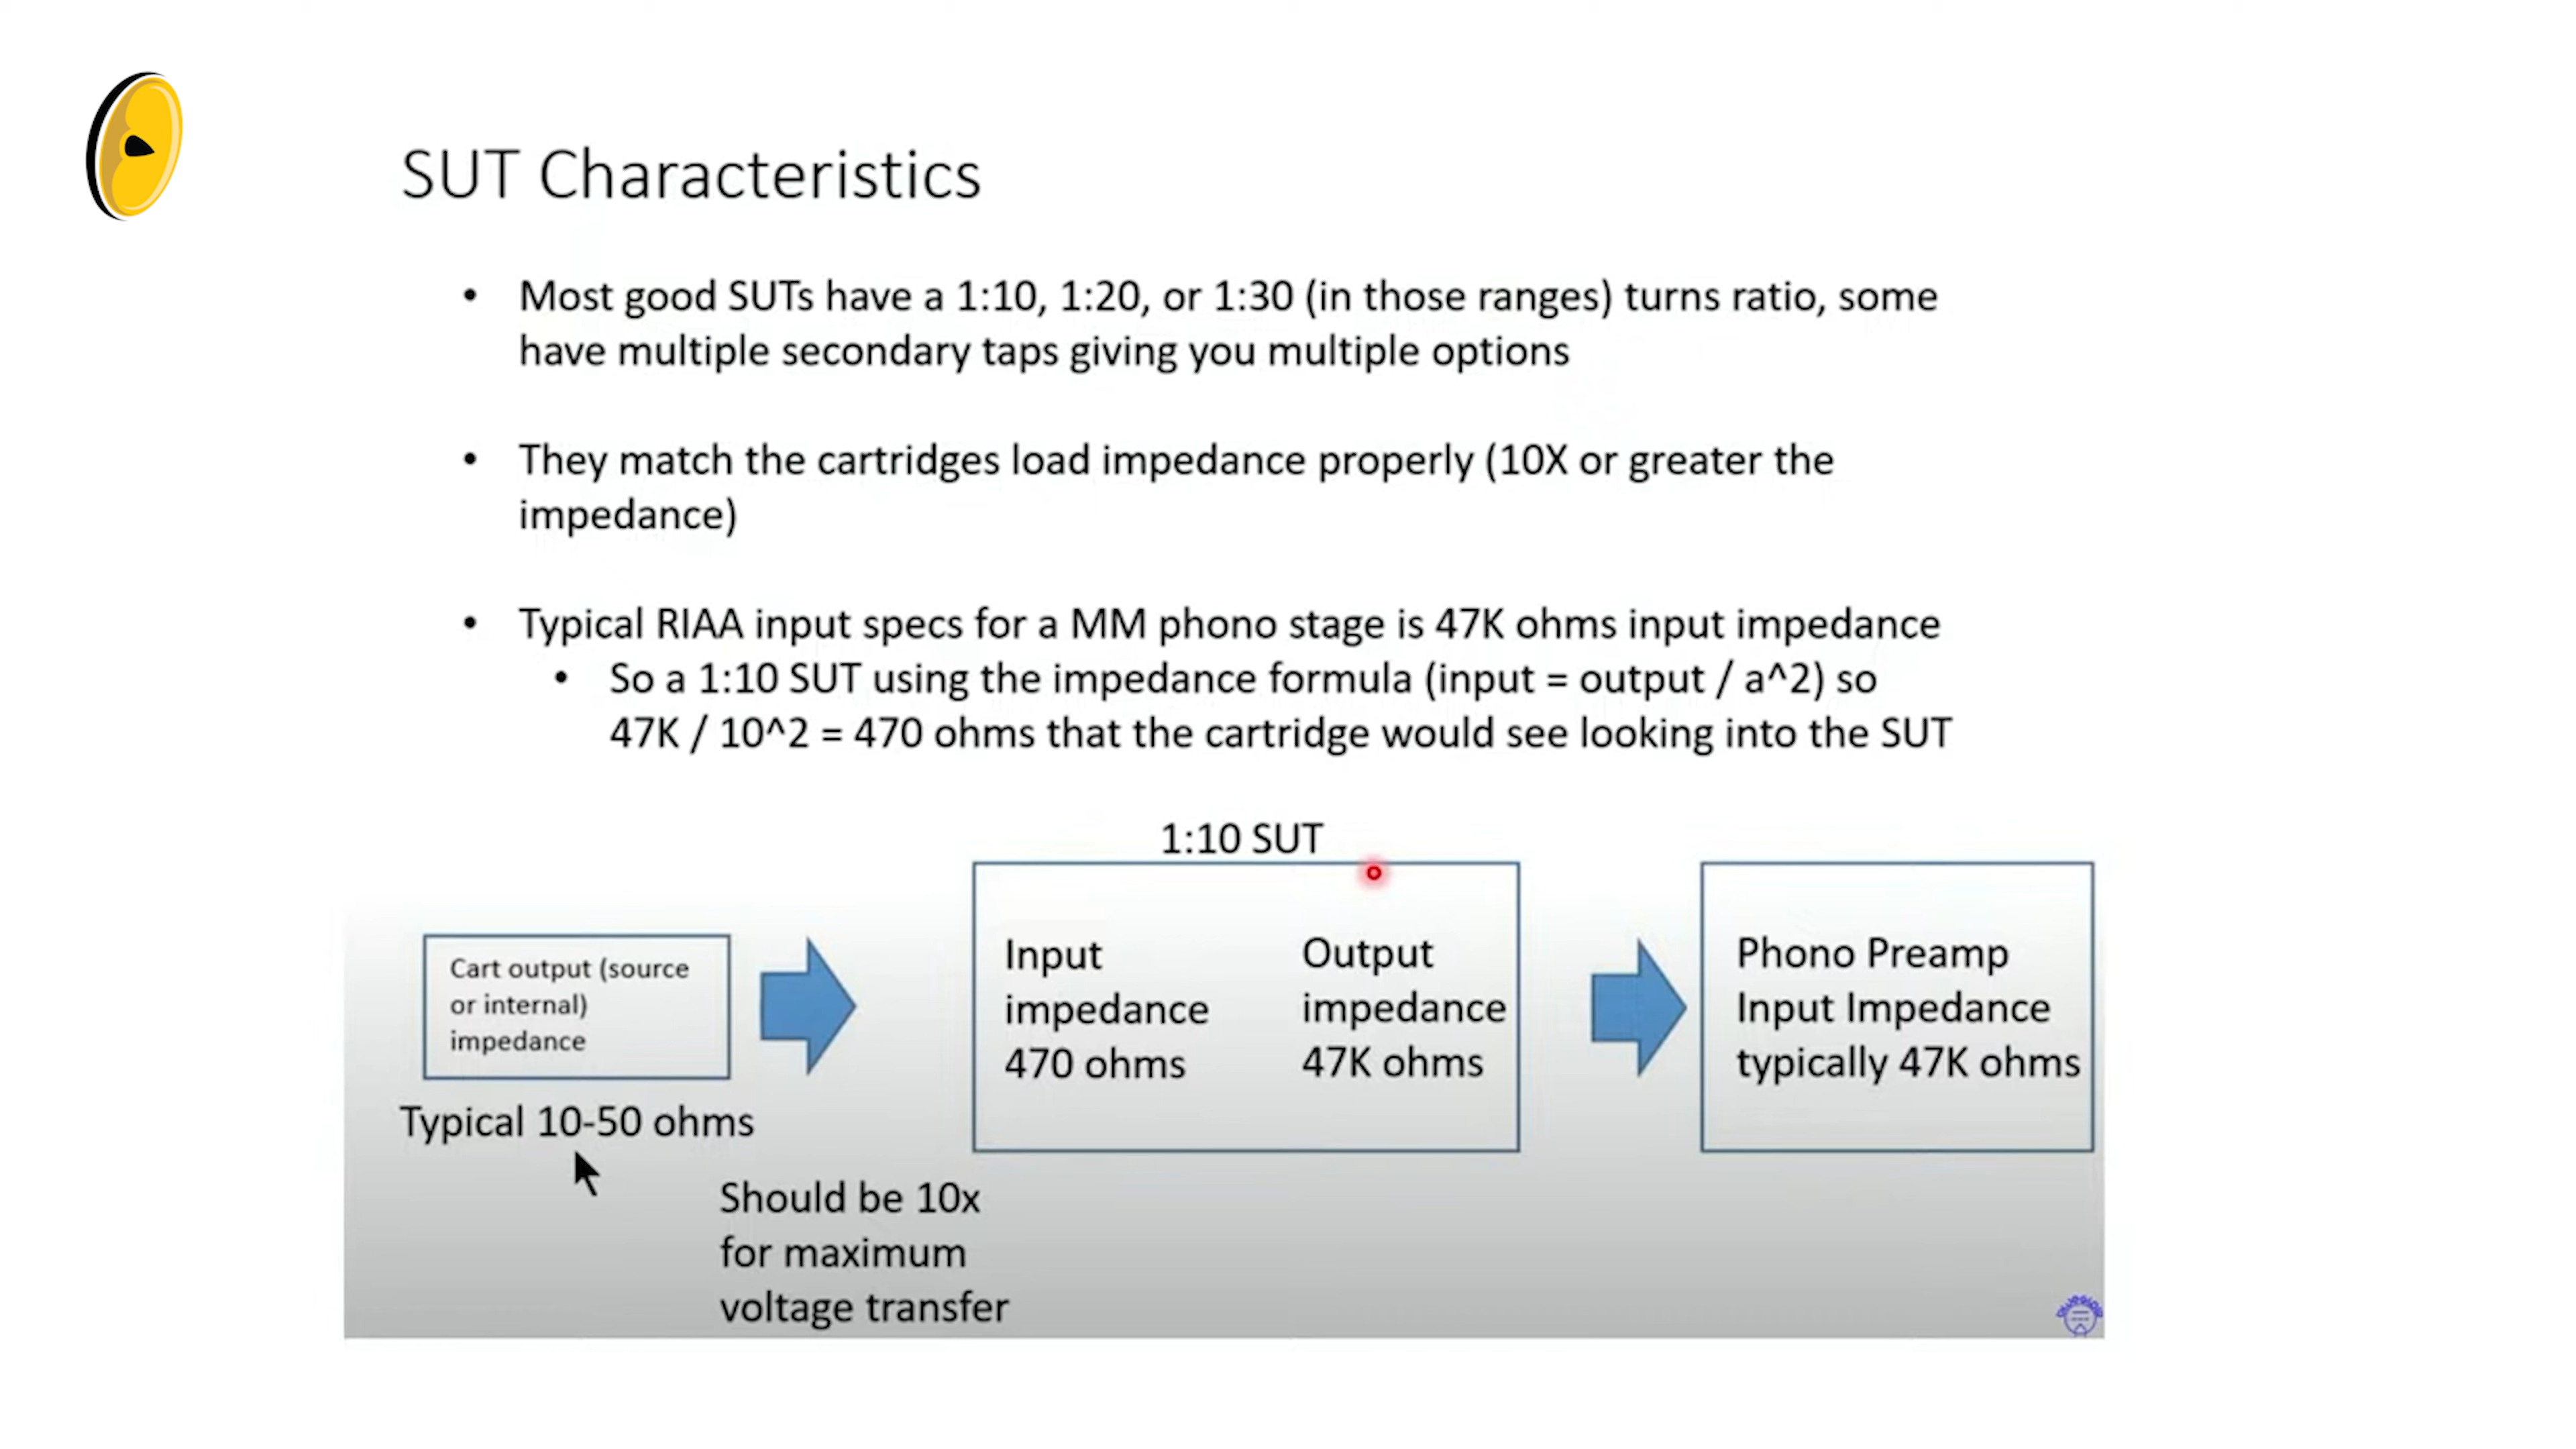 SUT Characteristics
• Most good SUTs have a 1:10, 1:20, or 1:30 (in those ranges) turns ratio, some
have multiple secondary taps giving you multiple options
• They match the cartridges load impedance properly (10X or greater the
impedance)
• Typical RIAA input specs for a MM phono stage is 47K ohms input impedance
• So a 1:10 SUT using the impedance formula (input = output / a^2) so
47K / 10^2 = 470 ohms that the cartridge would see looking into the SUT
1:10 SUT
Cart output (source
or internal)
impedance
Typical 10-50 ohms
Should be 10x
for maximum
voltage transfer
Input
impedance
470 ohms
Output
impedance
47K ohms
Phono Preamp
Input Impedance
typically 47K ohms